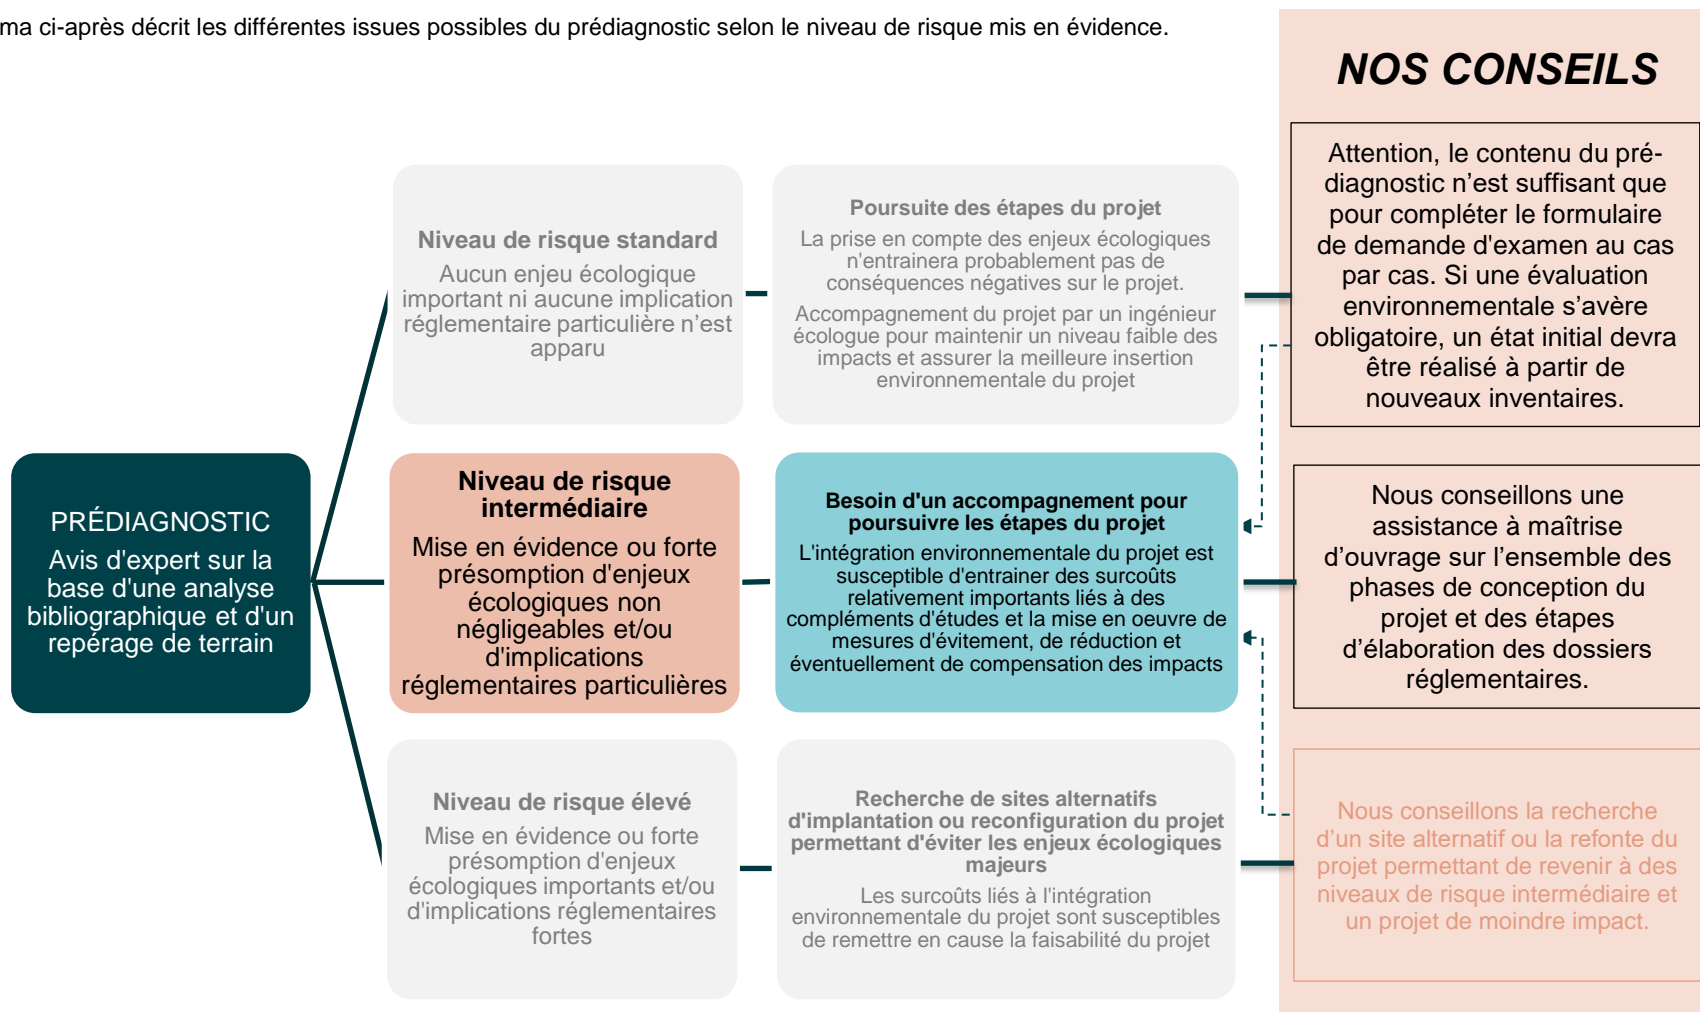 ma ci-après décrit les différentes issues possibles du prédiagnostic selon le niveau de risque mis en évidence.
NOS CONSEILS
PRÉDIAGNOSTIC
Avis d'expert sur la
base d'une analyse
bibliographique et d'un
repérage de terrain
Niveau de risque standard
Aucun enjeu écologique
important ni aucune implication
réglementaire particulière n’est
apparu
Poursuite des étapes du projet
La prise en compte des enjeux écologiques
n'entrainera probablement pas de
conséquences négatives sur le projet.
Accompagnement du projet par un ingénieur
écologue pour maintenir un niveau faible des
impacts et assurer la meilleure insertion
environnementale du projet
Attention, le contenu du pré-
diagnostic n’est suffisant que
pour compléter le formulaire
de demande d'examen au cas
par cas. Si une évaluation
environnementale s’avère
obligatoire, un état initial devra
être réalisé à partir de
nouveaux inventaires.
Niveau de risque
intermédiaire
Mise en évidence ou forte
présomption d'enjeux
écologiques non
négligeables et/ou
d'implications
réglementaires particulières
Besoin d'un accompagnement pour
poursuivre les étapes du projet
L'intégration environnementale du projet est
susceptible d'entrainer des surcoûts
relativement importants liés à des
compléments d'études et la mise en oeuvre de
mesures d'évitement, de réduction et
éventuellement de compensation des impacts
Nous conseillons une
assistance à maîtrise
d’ouvrage sur l’ensemble des
phases de conception du
projet et des étapes
d’élaboration des dossiers
réglementaires.
Niveau de risque élevé
Mise en évidence ou forte
présomption d'enjeux
écologiques importants et/ou
d'implications réglementaires
fortes
Recherche de sites alternatifs
d'implantation ou reconfiguration du projet
permettant d'éviter les enjeux écologiques
majeurs
Les surcoûts liés à l'intégration
environnementale du projet sont susceptibles
de remettre en cause la faisabilité du projet
Nous conseillons la recherche
d’un site alternatif ou la refonte du
projet permettant de revenir à des
niveaux de risque intermédiaire et
un projet de moindre impact.